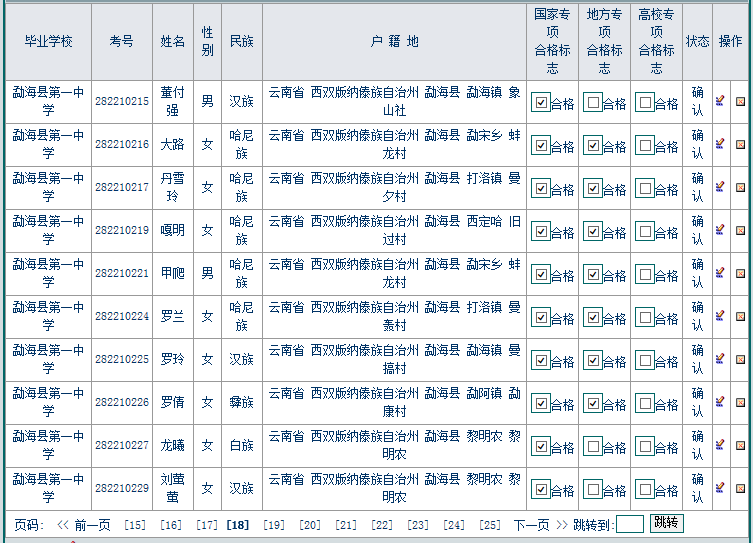 毕业学校 考号 姓名 性别 民族 户 籍 地 国家专项合格标志 地方专项合格标志 高校专项合格标志 状态 操作
勐海县第一中学 282210215 董付强 男 汉族 云南省 西双版纳傣族自治州 勐海县 勐海镇 象山社 合格 合格 合格 确认
勐海县第一中学 282210216 大路 女 哈尼族 云南省 西双版纳傣族自治州 勐海县 勐宋乡 蚌龙村 合格 合格 合格 确认
勐海县第一中学 282210217 丹雪玲 女 哈尼族 云南省 西双版纳傣族自治州 勐海县 打洛镇 曼夕村 合格 合格 合格 确认
勐海县第一中学 282210219 嘎明 女 哈尼族 云南省 西双版纳傣族自治州 勐海县 西定哈 旧过村 合格 合格 合格 确认
勐海县第一中学 282210221 甲爬 男 哈尼族 云南省 西双版纳傣族自治州 勐海县 勐宋乡 蚌龙村 合格 合格 合格 确认
勐海县第一中学 282210224 罗兰 女 哈尼族 云南省 西双版纳傣族自治州 勐海县 打洛镇 曼轰村 合格 合格 合格 确认
勐海县第一中学 282210225 罗玲 女 汉族 云南省 西双版纳傣族自治州 勐海县 勐海镇 曼搞村 合格 合格 合格 确认
勐海县第一中学 282210226 罗倩 女 彝族 云南省 西双版纳傣族自治州 勐海县 勐阿镇 勐康村 合格 合格 合格 确认
勐海县第一中学 282210227 龙曦 女 白族 云南省 西双版纳傣族自治州 勐海县 黎明农 黎明农 合格 合格 合格 确认
勐海县第一中学 282210229 刘萤萤 女 汉族 云南省 西双版纳傣族自治州 勐海县 黎明农 黎明农 合格 合格 合格 确认
页码: << 前一页 [15] [16] [17] [18] [19] [20] [21] [22] [23] [24] [25] 下一页 >> 跳转到: 跳转